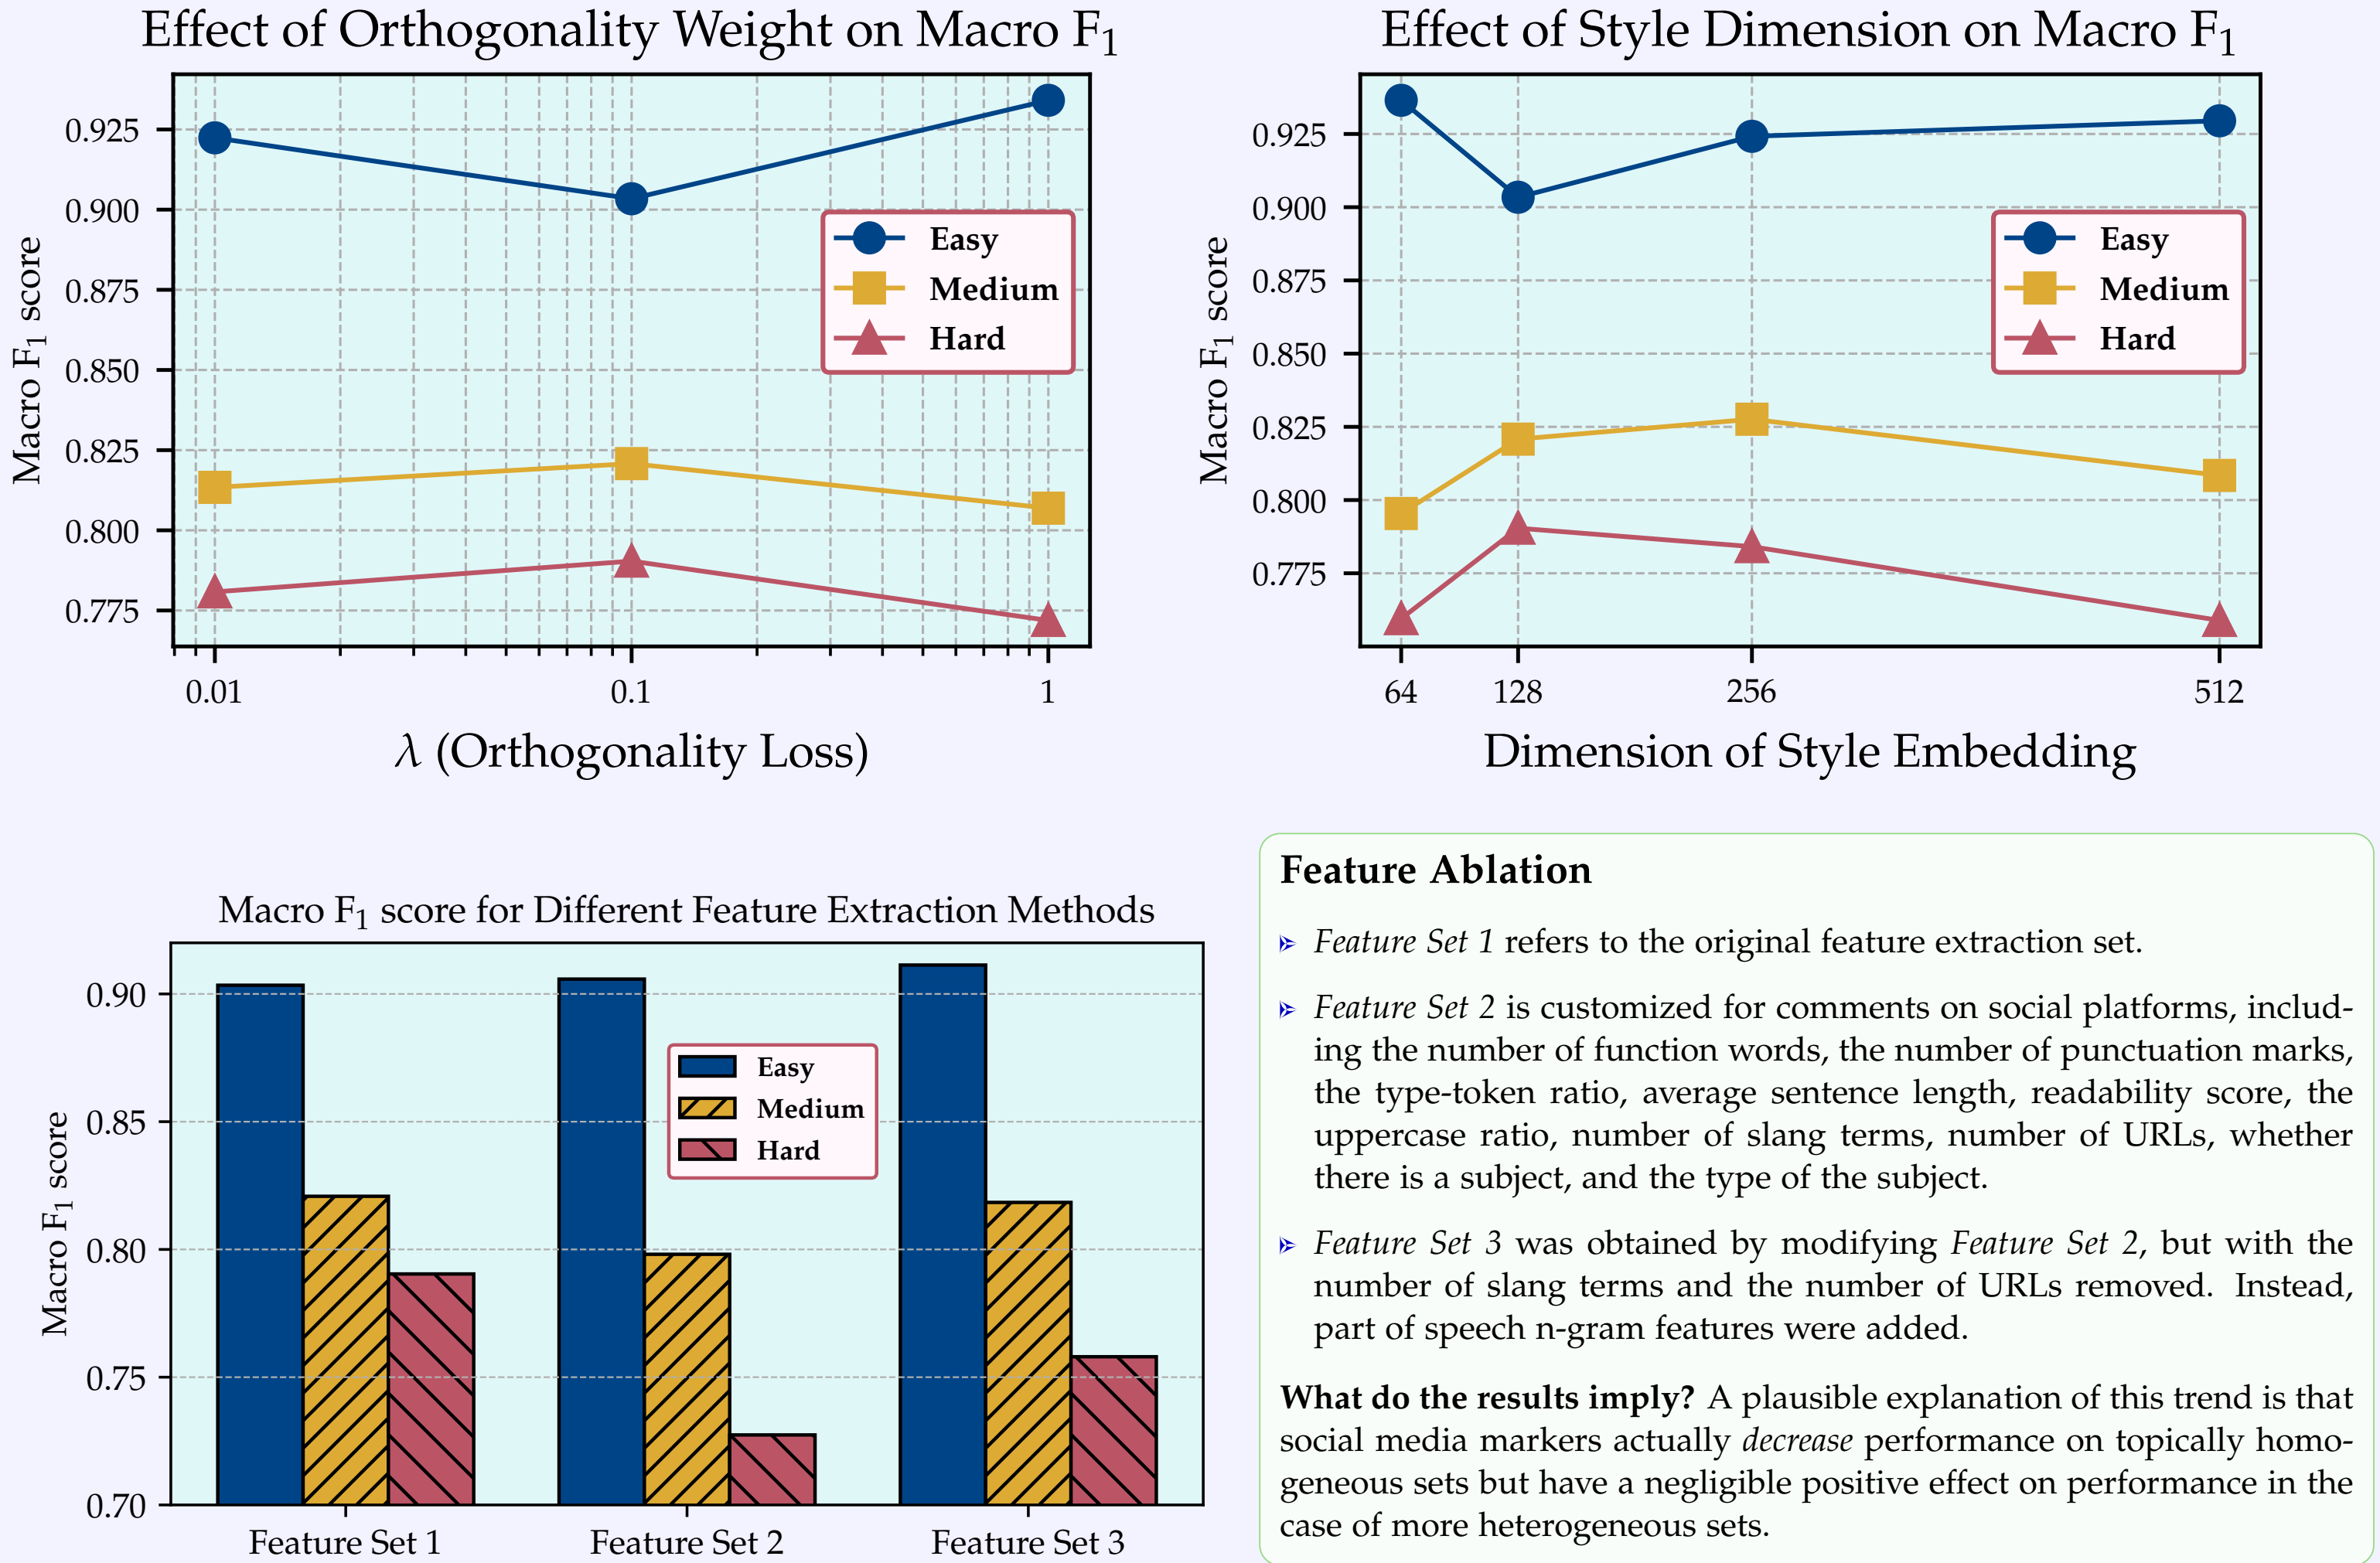 Effect of Orthogonality Weight on Macro F₁
Macro F₁ score
0.925
0.900
0.875
0.850
0.825
0.800
0.775
Easy
Medium
Hard
0.01
0.1
1
λ (Orthogonality Loss)
Effect of Style Dimension on Macro F₁
Macro F₁ score
0.925
0.900
0.875
0.850
0.825
0.800
0.775
Easy
Medium
Hard
64
128
256
512
Dimension of Style Embedding
Macro F₁ score for Different Feature Extraction Methods
Macro F₁ score
0.90
0.85
0.80
0.75
0.70
Easy
Medium
Hard
Feature Set 1
Feature Set 2
Feature Set 3
Feature Ablation
Feature Set 1 refers to the original feature extraction set.
Feature Set 2 is customized for comments on social platforms, includ-
ing the number of function words, the number of punctuation marks,
the type-token ratio, average sentence length, readability score, the
uppercase ratio, number of slang terms, number of URLs, whether
there is a subject, and the type of the subject.
Feature Set 3 was obtained by modifying Feature Set 2, but with the
number of slang terms and the number of URLs removed. Instead,
part of speech n-gram features were added.
What do the results imply? A plausible explanation of this trend is that
social media markers actually decrease performance on topically homo-
geneous sets but have a negligible positive effect on performance in the
case of more heterogeneous sets.